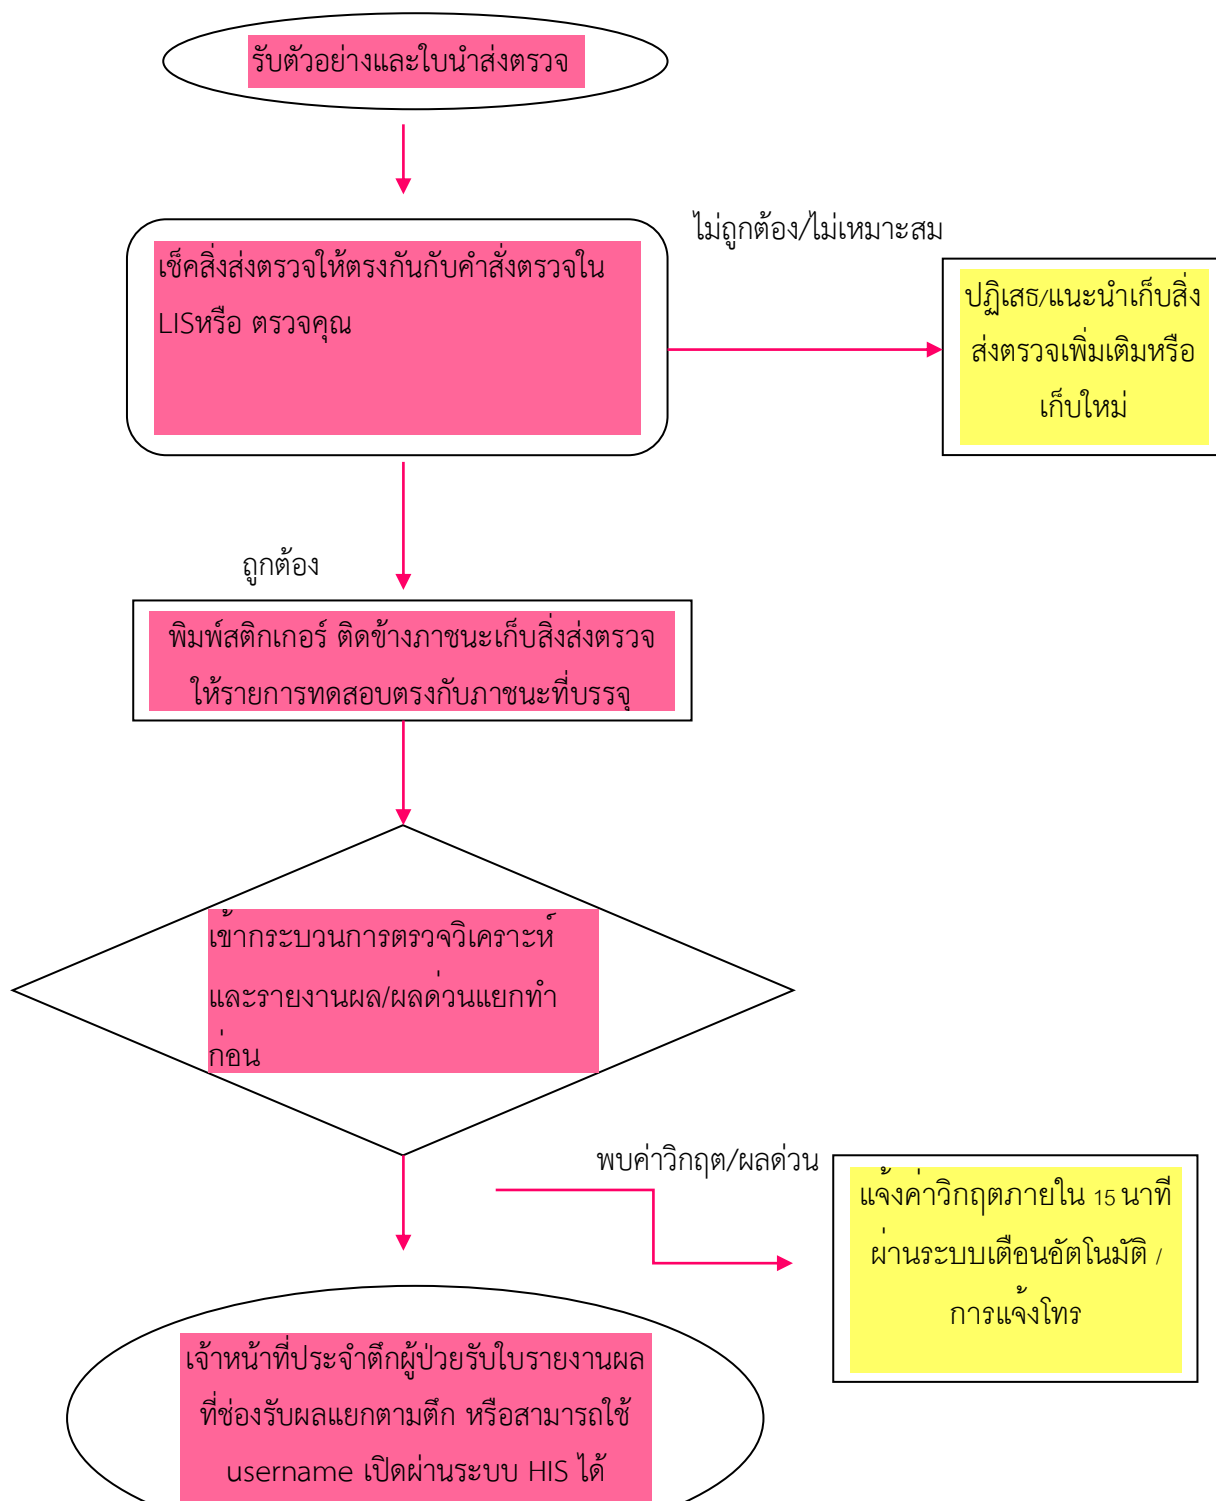 รับตัวอย่างและใบนำส่งตรวจ
ไม่ถูกต้อง/ไม่เหมาะสม
เช็คสิ่งส่งตรวจให้ตรงกันกับคำสั่งตรวจใน
LISหรือ ตรวจคุณ
ปฏิเสธ/แนะนำเก็บสิ่ง
ส่งตรวจเพิ่มเติมหรือ
เก็บใหม่
ถูกต้อง
พิมพ์สติกเกอร์ ติดข้างภาชนะเก็บสิ่งส่งตรวจ
ให้รายการทดสอบตรงกับภาชนะที่บรรจุ
เข้ากระบวนการตรวจวิเคราะห์
และรายงานผล/ผลด่วนแยกทำ
ก่อน
พบค่าวิกฤต/ผลด่วน
แจ้งค่าวิกฤตภายใน 15 นาที
ผ่านระบบเตือนอัตโนมัติ /
การแจ้งโทร
เจ้าหน้าที่ประจำตึกผู้ป่วยรับใบรายงานผล
ที่ช่องรับผลแยกตามตึก หรือสามารถใช้
username เปิดผ่านระบบ HIS ได้